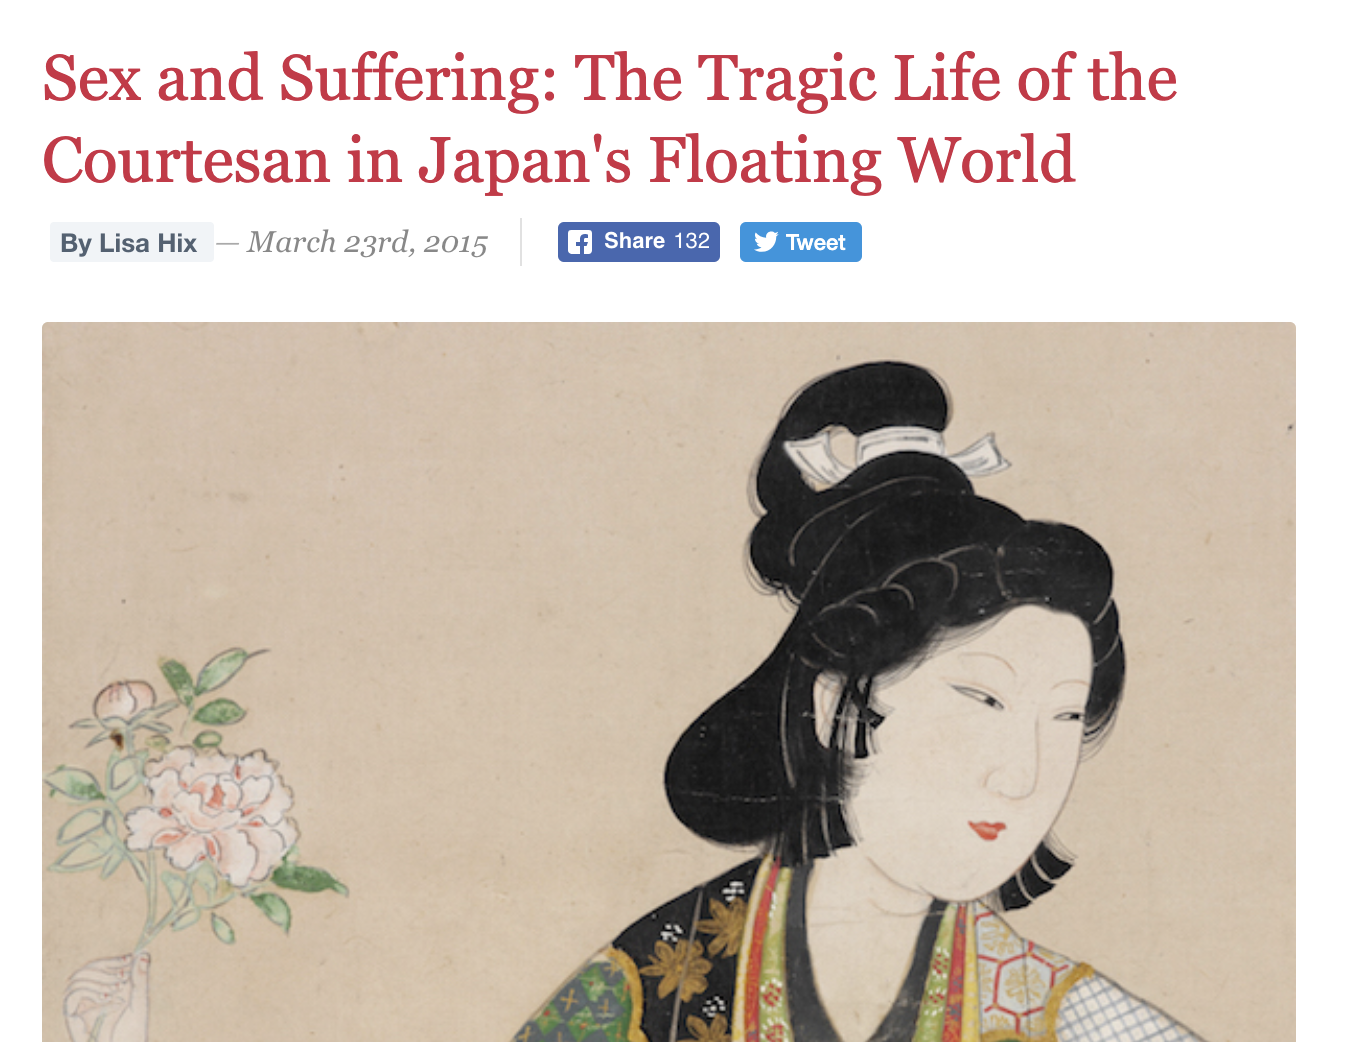 Sex and Suffering: The Tragic Life of the
Courtesan in Japan's Floating World
By Lisa Hix — March 23rd, 2015 Share 132 Tweet